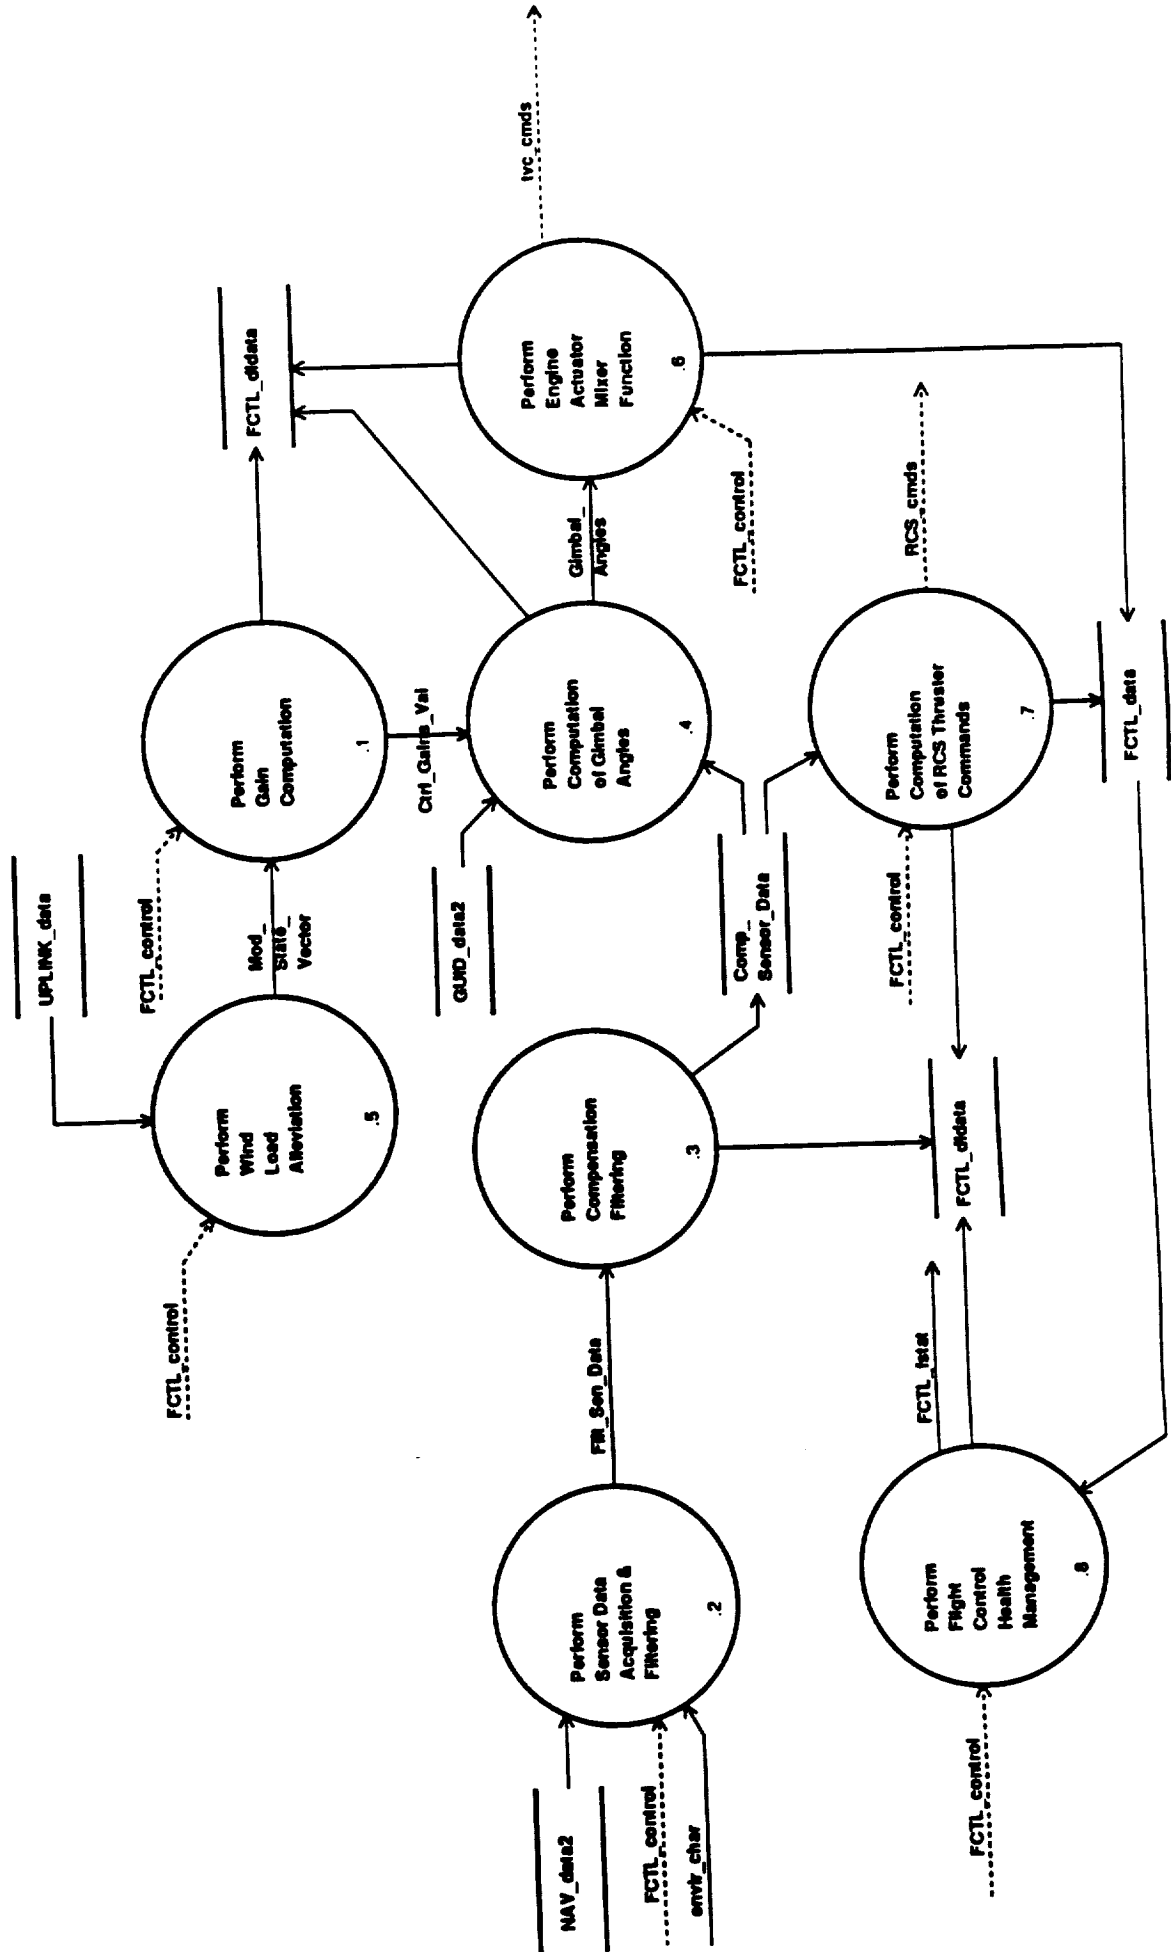 UPLINK_data
FCTL_control
Perform
Wind
Load
Alleviation
.5
Mod_
State_
Vector
FCTL_control
Perform
Gain
Computation
.1
FCTL_dldata
Ctrl_Gains_Val
GUID_data2
Perform
Computation
of Gimbal
Angles
.4
Gimbal_
Angles
Perform
Engine
Actuator
Mixer
Function
.6
tvc_cmds
FCTL_control
NAV_data2
FCTL_control
envir_char
Perform
Sensor Data
Acquisition &
Filtering
.2
Filt_Sen_Data
Perform
Compensation
Filtering
.3
Comp_
Sensor_Data
FCTL_control
Perform
Computation
of RCS Thruster
Commands
.7
RCS_cmds
FCTL_control
Perform
Flight
Control
Health
Management
.8
FCTL_fstat
FCTL_dldata
FCTL_data